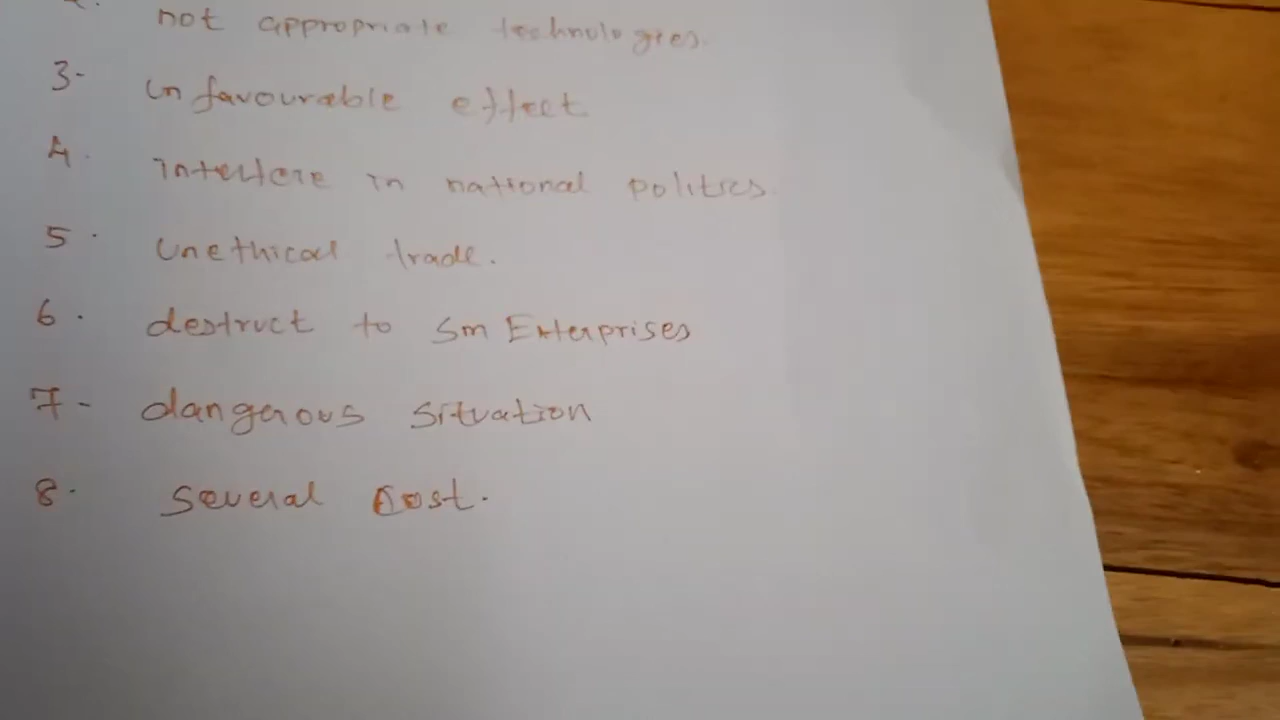 2. not appropriate technologies.
3- unfavourable effect
4. interfere in national politics
5. unethical trade.
6. destruct to Sm Enterprises
7- dangerous situation
8. Several Cost.